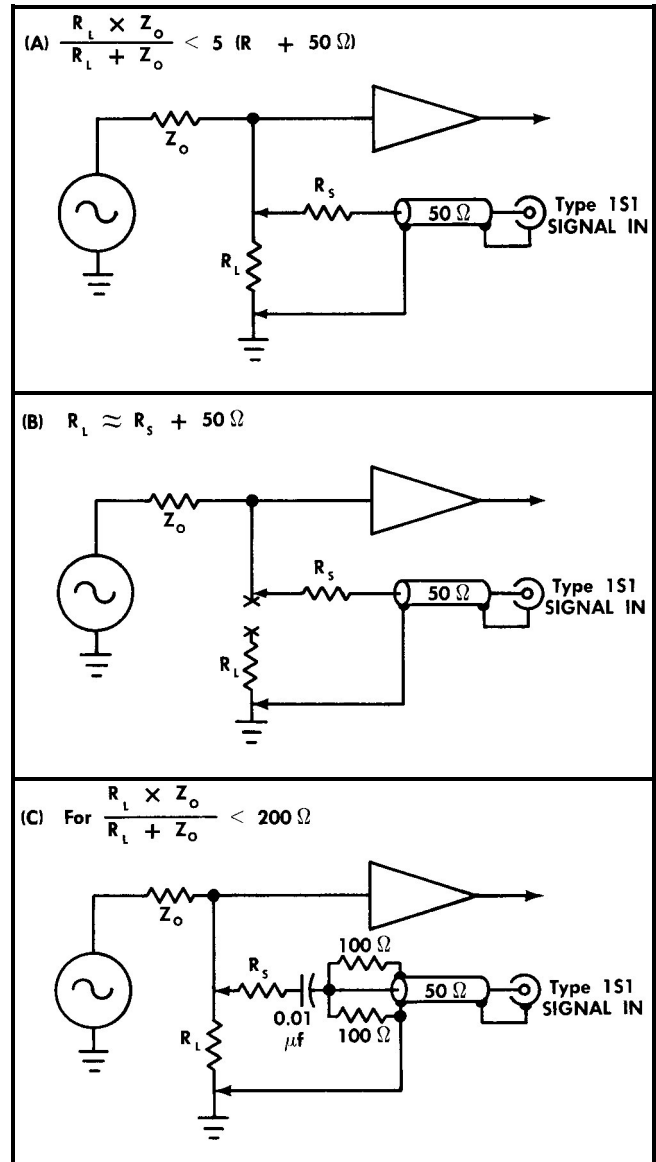 (A) R_L × Z_o / R_L + Z_o < 5 (R + 50 Ω)
Z_o
R_S
50 Ω
Type 1S1
SIGNAL IN
R_L
(B) R_L ≈ R_S + 50 Ω
Z_o
R_S
50 Ω
Type 1S1
SIGNAL IN
R_L
(C) For R_L × Z_o / R_L + Z_o < 200 Ω
Z_o
100 Ω
R_S
50 Ω
Type 1S1
SIGNAL IN
0.01
μf
100 Ω
R_L